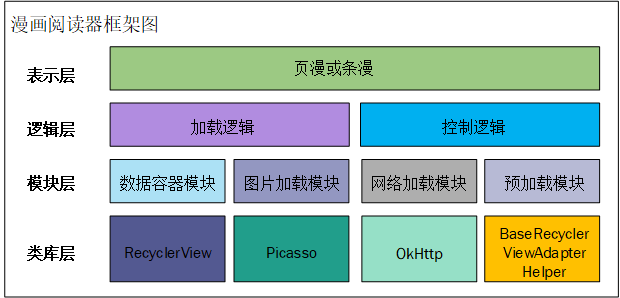 漫画阅读器框架图
表示层
页漫或条漫
逻辑层
加载逻辑
控制逻辑
模块层
数据容器模块
图片加载模块
网络加载模块
预加载模块
类库层
RecyclerView
Picasso
OkHttp
BaseRecycler
ViewAdapter
Helper